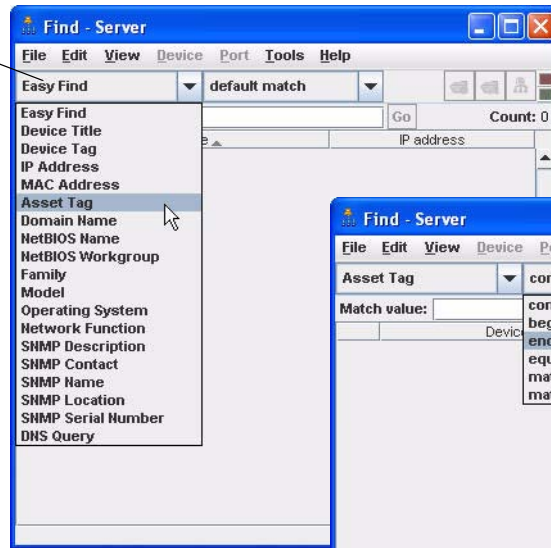 Find - Server
File Edit View Device Port Tools Help
Easy Find default match
Go Count: 0
IP address
Easy Find
Device Title
Device Tag
IP Address
MAC Address
Asset Tag
Domain Name
NetBIOS Name
NetBIOS Workgroup
Family
Model
Operating System
Network Function
SNMP Description
SNMP Contact
SNMP Name
SNMP Location
SNMP Serial Number
DNS Query
Find - Server
File Edit View Device
Asset Tag
Match value: